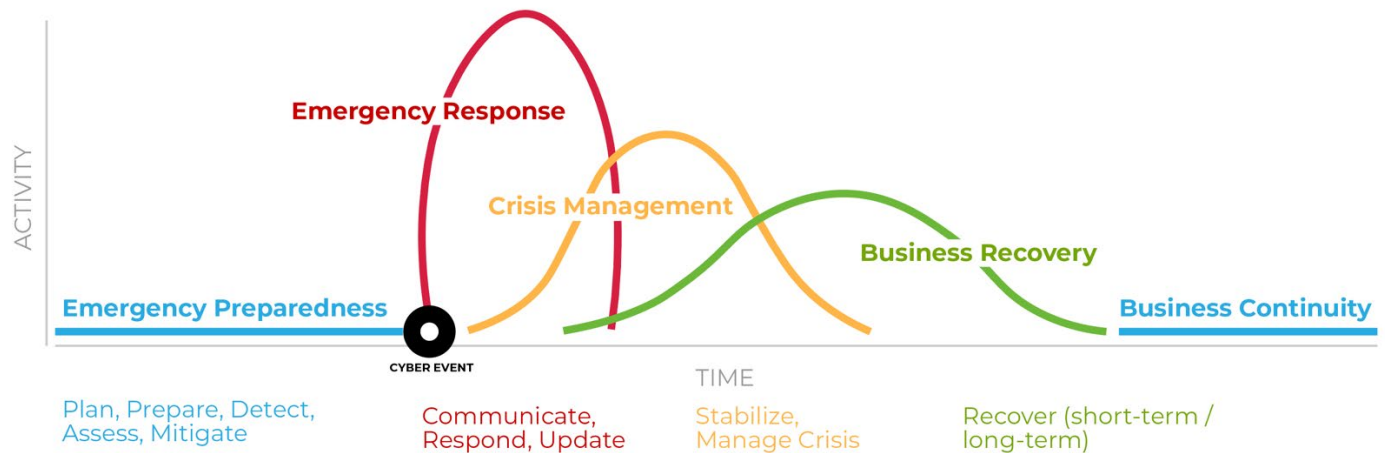 ACTIVITY
Emergency Response
Crisis Management
Business Recovery
Emergency Preparedness
Business Continuity
CYBER EVENT
TIME
Plan, Prepare, Detect,
Assess, Mitigate
Communicate,
Respond, Update
Stabilize,
Manage Crisis
Recover (short-term /
long-term)